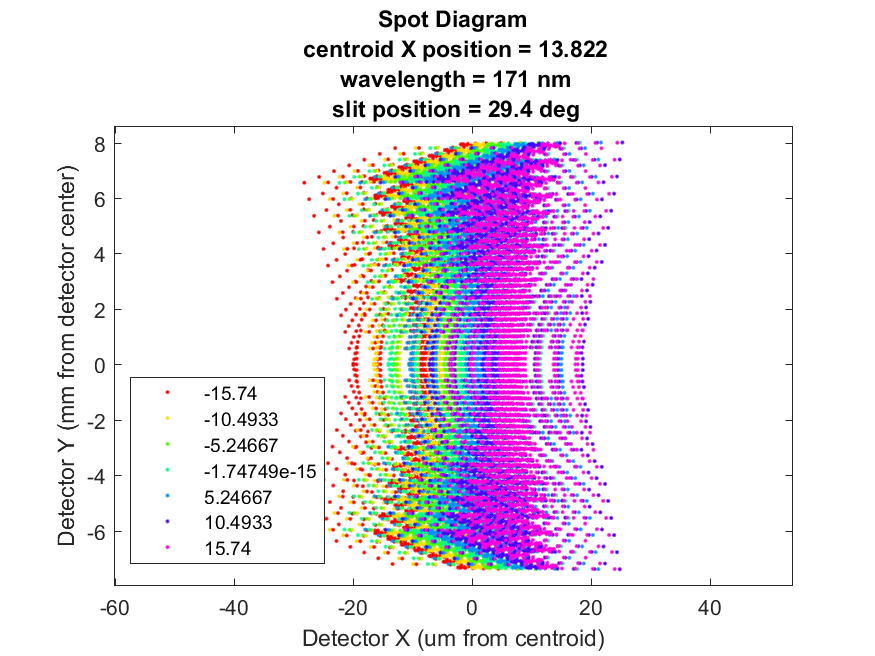 Spot Diagram
centroid X position = 13.822
wavelength = 171 nm
slit position = 29.4 deg
8
6
4
2
0
-2
-4
-6
Detector Y (mm from detector center)
-15.74
-10.4933
-5.24667
-1.74749e-15
5.24667
10.4933
15.74
-60
-40
-20
0
20
40
Detector X (um from centroid)